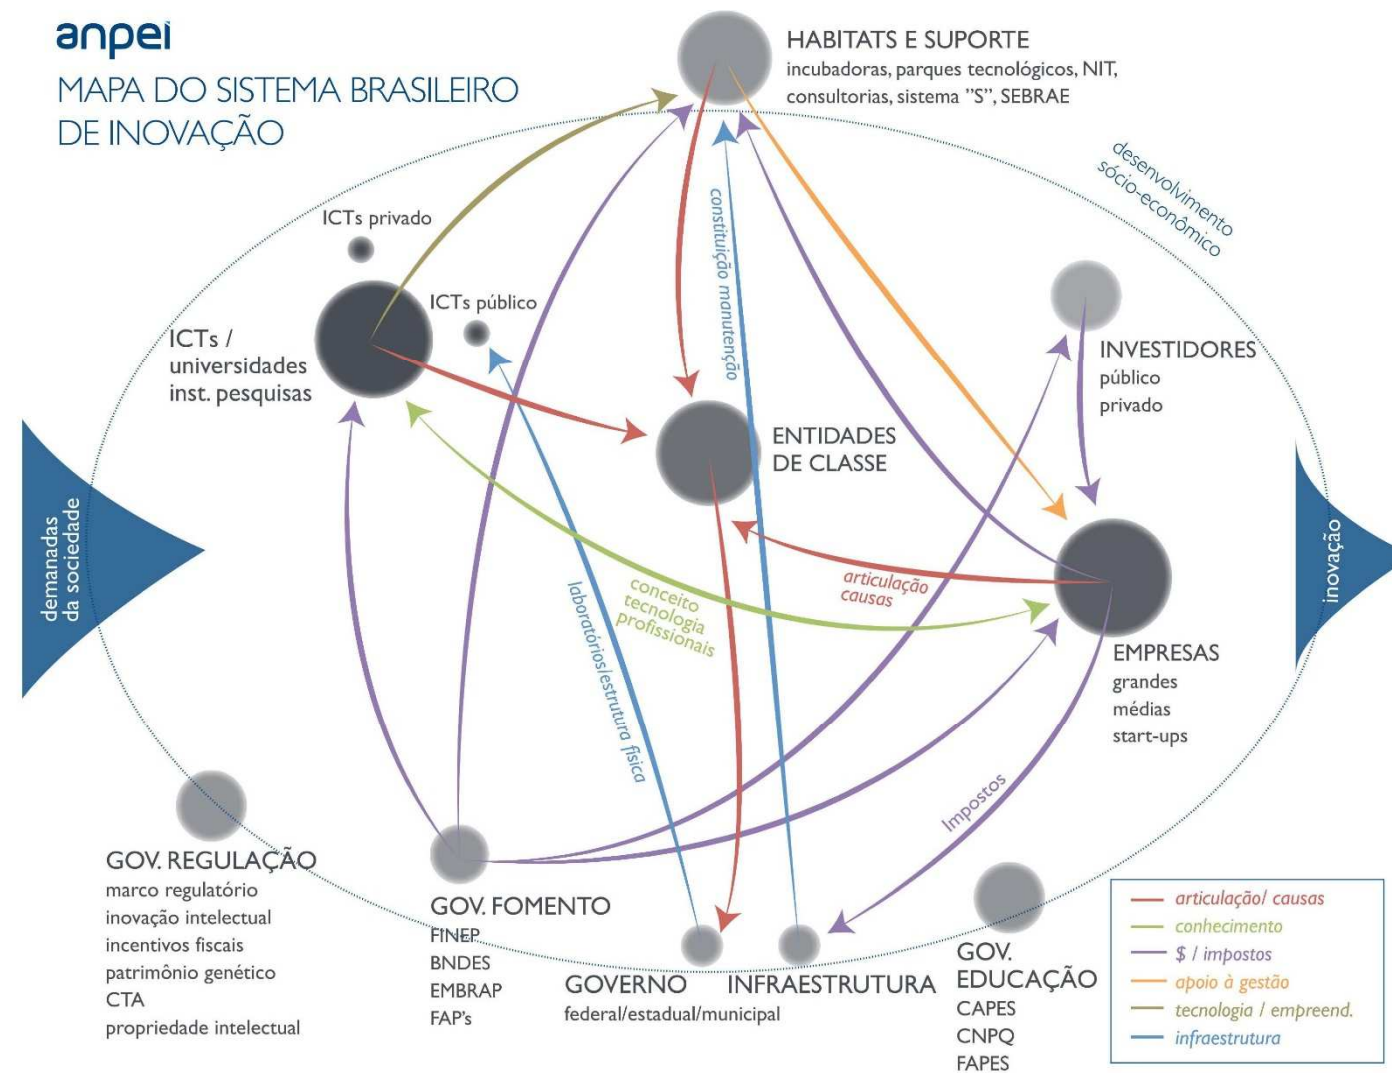 anpei
MAPA DO SISTEMA BRASILEIRO
DE INOVAÇÃO
HABITATS E SUPORTE
incubadoras, parques tecnológicos, NIT,
consultorias, sistema ”S”, SEBRAE
desenvolvimento
sócio-econômico
ICTs privado
ICTs público
ICTs /
universidades
inst. pesquisas
constituição manutenção
INVESTIDORES
público
privado
ENTIDADES
DE CLASSE
demanadas
da sociedade
inovação
articulação
causas
conceito
tecnologia
profissionais
laboratórios/estrutura física
EMPRESAS
grandes
médias
start-ups
Impostos
GOV. REGULAÇÃO
marco regulatório
inovação intelectual
incentivos fiscais
patrimônio genético
CTA
propriedade intelectual
GOV. FOMENTO
FINEP
BNDES
EMBRAP
FAP's
GOVERNO
federal/estadual/municipal
INFRAESTRUTURA
GOV.
EDUCAÇÃO
CAPES
CNPQ
FAPES
articulação/ causas
conhecimento
$ / impostos
apoio à gestão
tecnologia / empreend.
infraestrutura